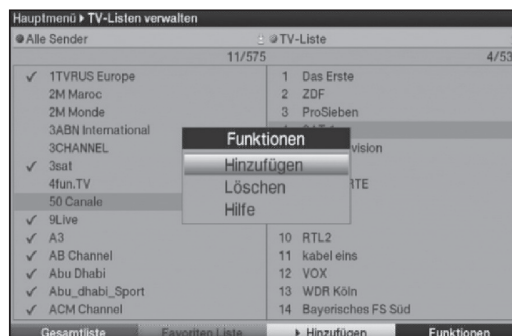 Hauptmenü ▸ TV-Listen verwalten
Alle Sender
TV-Liste
11/575
4/53
✓ 1TVRUS Europe
2M Maroc
2M Monde
3ABN International
3CHANNEL
✓ 3sat
4fun.TV
50 Canale
✓ 9Live
✓ A3
✓ AB Channel
✓ Abu Dhabi
✓ Abu_dhabi_Sport
✓ ACM Channel
1 Das Erste
2 ZDF
3 ProSieben
vision
RTE
10 RTL2
11 kabel eins
12 VOX
13 WDR Köln
14 Bayerisches FS Süd
Funktionen
Hinzufügen
Löschen
Hilfe
Gesamtliste
Favoriten Liste
▸ Hinzufügen
Funktionen